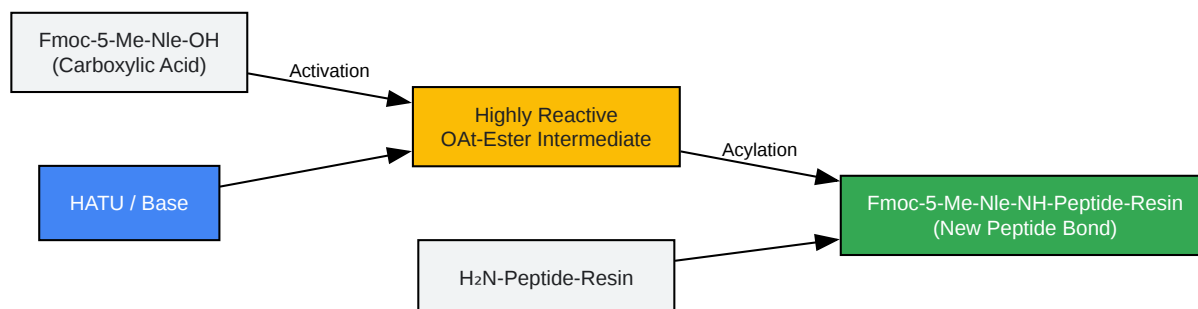 Fmoc-5-Me-Nle-OH
(Carboxylic Acid)
Activation
HATU / Base
Highly Reactive
OAt-Ester Intermediate
Acylation
H₂N-Peptide-Resin
Fmoc-5-Me-Nle-NH-Peptide-Resin
(New Peptide Bond)